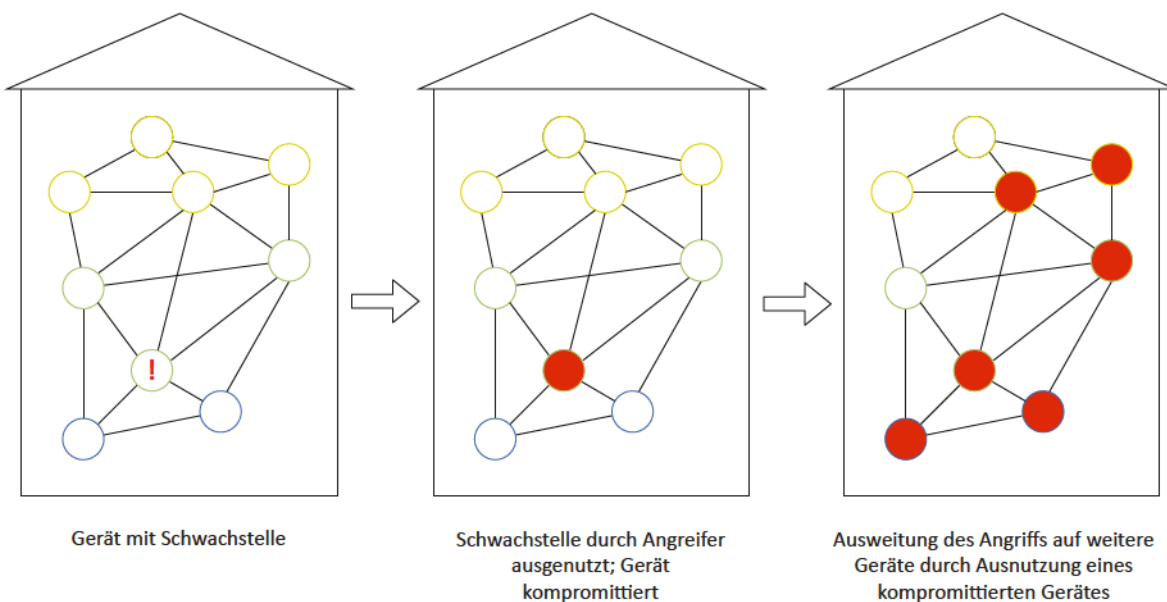 !
Gerät mit Schwachstelle
Schwachstelle durch Angreifer
ausgenutzt; Gerät
kompromittiert
Ausweitung des Angriffs auf weitere
Geräte durch Ausnutzung eines
kompromittierten Gerätes